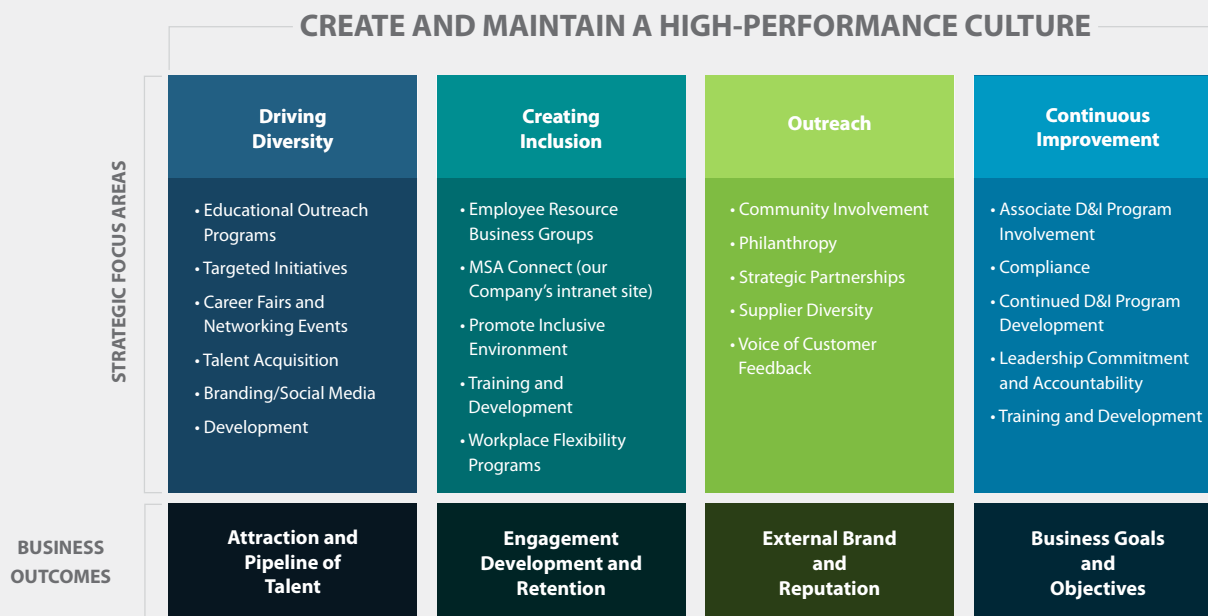 CREATE AND MAINTAIN A HIGH-PERFORMANCE CULTURE
STRATEGIC FOCUS AREAS
Driving
Diversity
• Educational Outreach
Programs
• Targeted Initiatives
• Career Fairs and
Networking Events
• Talent Acquisition
• Branding/Social Media
• Development
Creating
Inclusion
• Employee Resource
Business Groups
• MSA Connect (our
Company's intranet site)
• Promote Inclusive
Environment
• Training and
Development
• Workplace Flexibility
Programs
Outreach
• Community Involvement
• Philanthropy
• Strategic Partnerships
• Supplier Diversity
• Voice of Customer
Feedback
Continuous
Improvement
• Associate D&I Program
Involvement
• Compliance
• Continued D&I Program
Development
• Leadership Commitment
and Accountability
• Training and Development
BUSINESS
OUTCOMES
Attraction and
Pipeline of
Talent
Engagement
Development and
Retention
External Brand
and
Reputation
Business Goals
and
Objectives